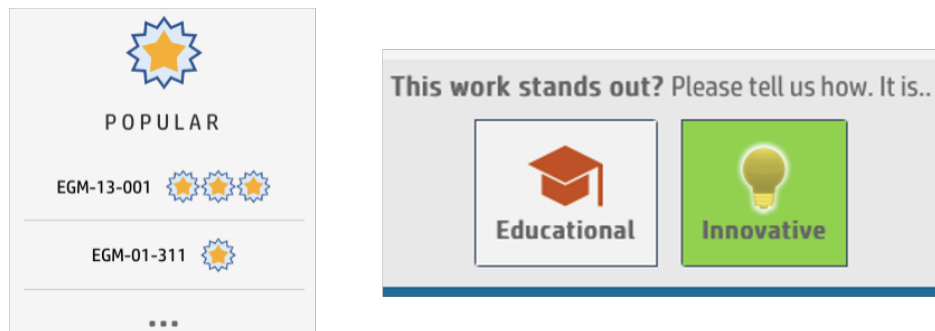 POPULAR
EGM-13-001
EGM-01-311
...
This work stands out? Please tell us how. It is..
Educational
Innovative